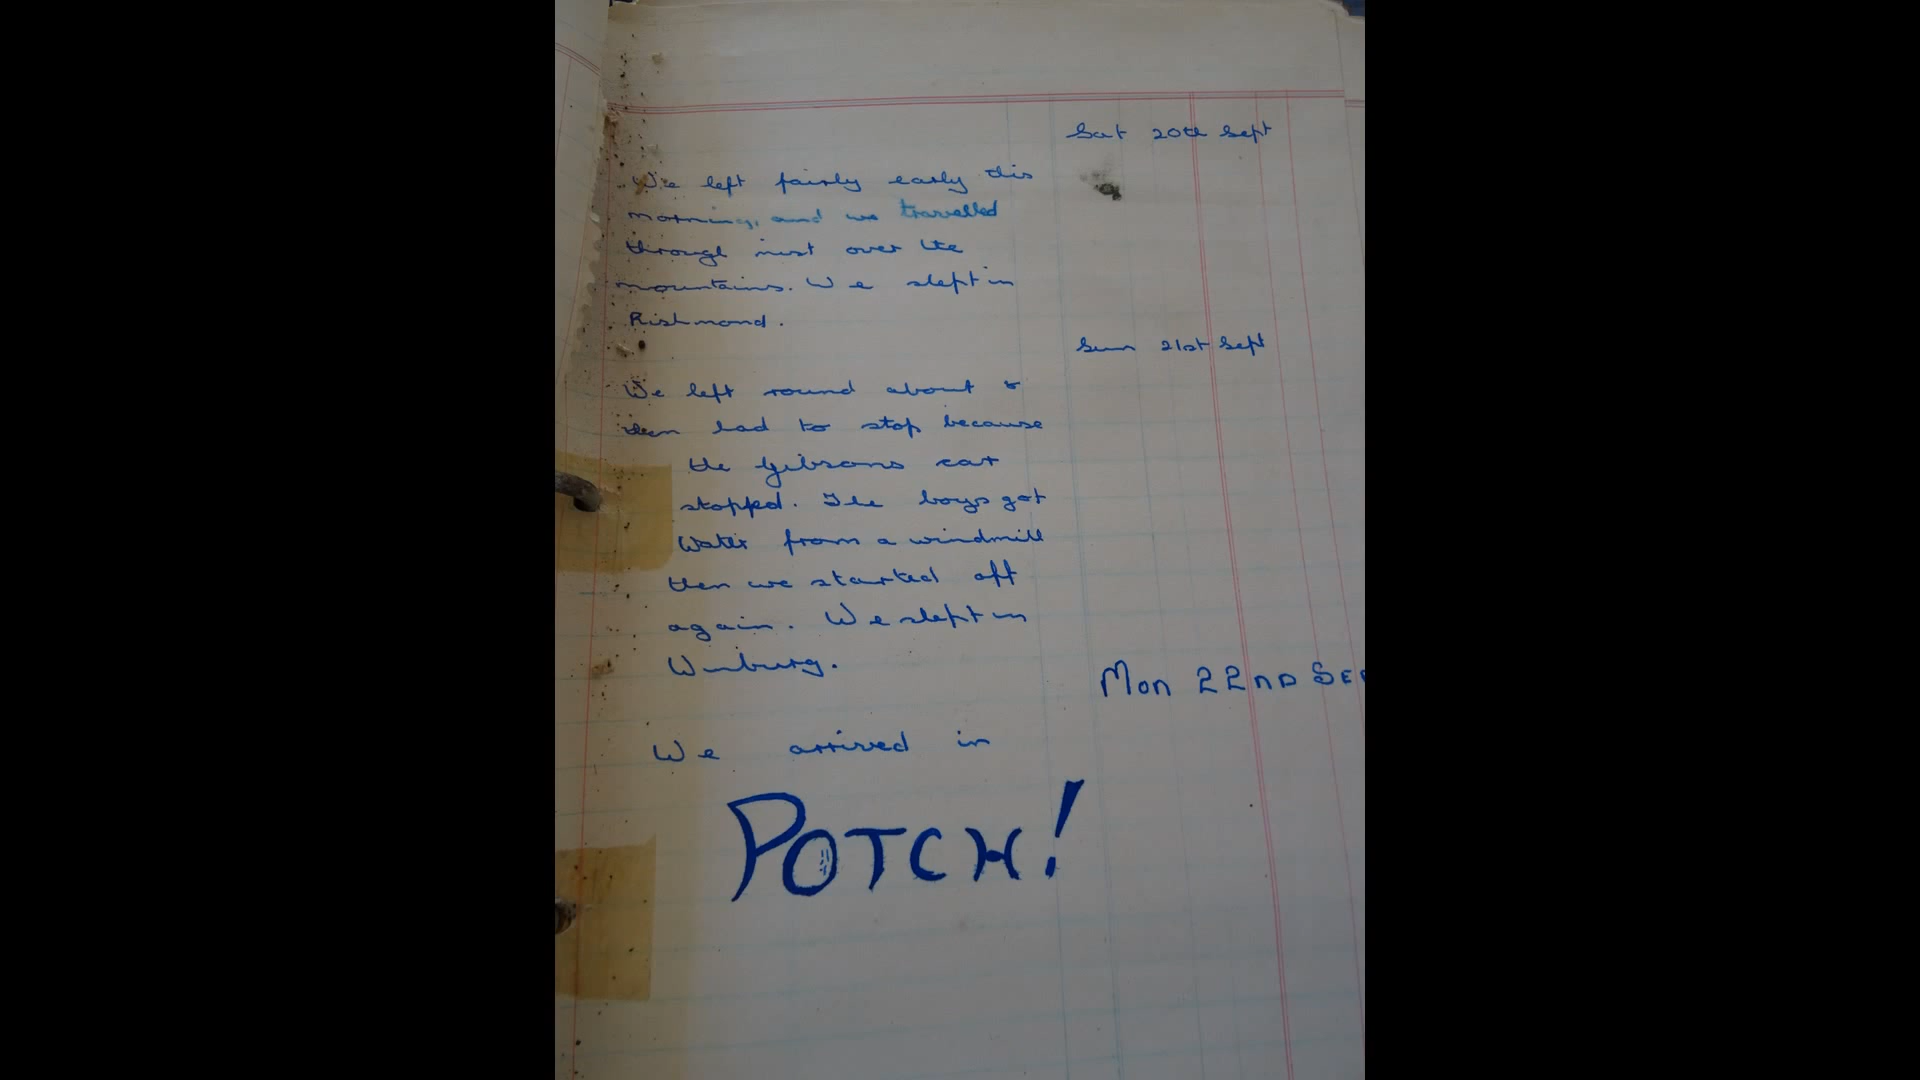 Sat 20th Sept
We left fairly early this
morning, and we travelled
through mist over the
mountains. We slept in
Rishmond.
Sun 21st Sept
We left round about 8
then had to stop because
the Gibsons car
stopped. The boys got
water from a windmill
then we started off
again. We slept in
Winburg.
Mon 22ND SEP
We arrived in
POTCH!